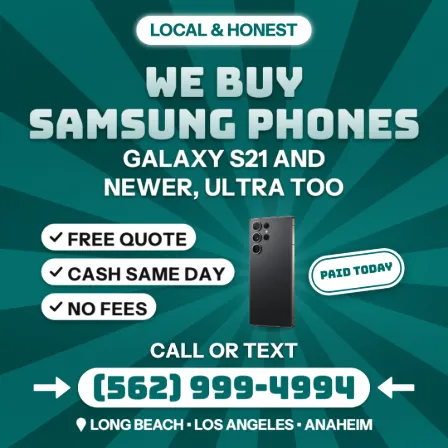 LOCAL & HONEST
WE BUY
SAMSUNG PHONES
GALAXY S21 AND
NEWER, ULTRA TOO
✓ FREE QUOTE
✓ CASH SAME DAY
PAID TODAY
✓ NO FEES
CALL OR TEXT
(562) 999-4994
LONG BEACH • LOS ANGELES • ANAHEIM